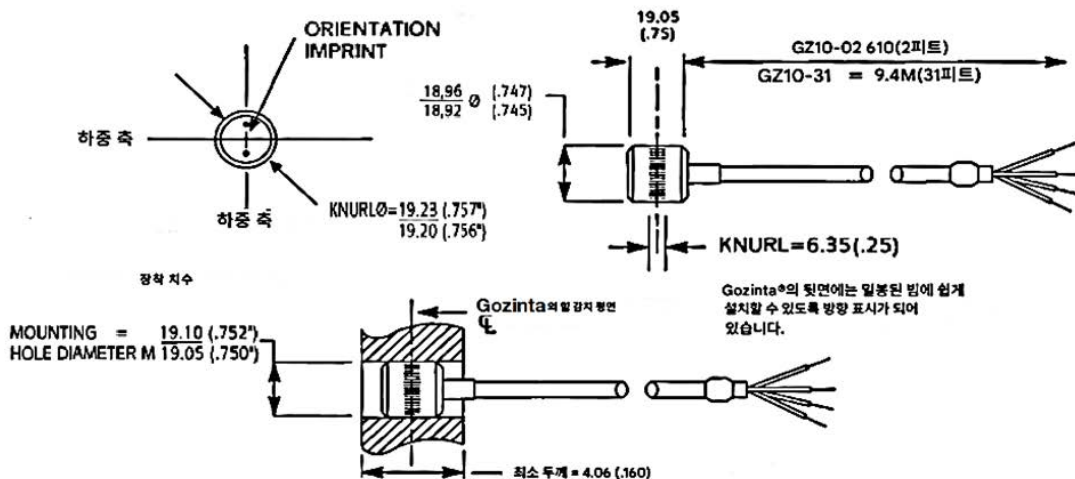 ORIENTATION
IMPRINT
하중 축
하중 축
KNURLØ=19.23 (.757")
19.20 (.756")
19.05
(.75)
GZ10-02 610(2피트)
GZ10-31 = 9.4M(31피트)
18,96 Ø (.747)
18,92 (.745)
KNURL=6.35(.25)
장착 치수
Gozinta®의 뒷면에는 밀봉된 빔에 쉽게
설치할 수 있도록 방향 표시가 되어
있습니다.
Gozinta의 힘 감지 평면
℄
MOUNTING = 19.10 (.752")
HOLE DIAMETER M 19.05 (.750")
최소 두께 = 4.06 (.160)